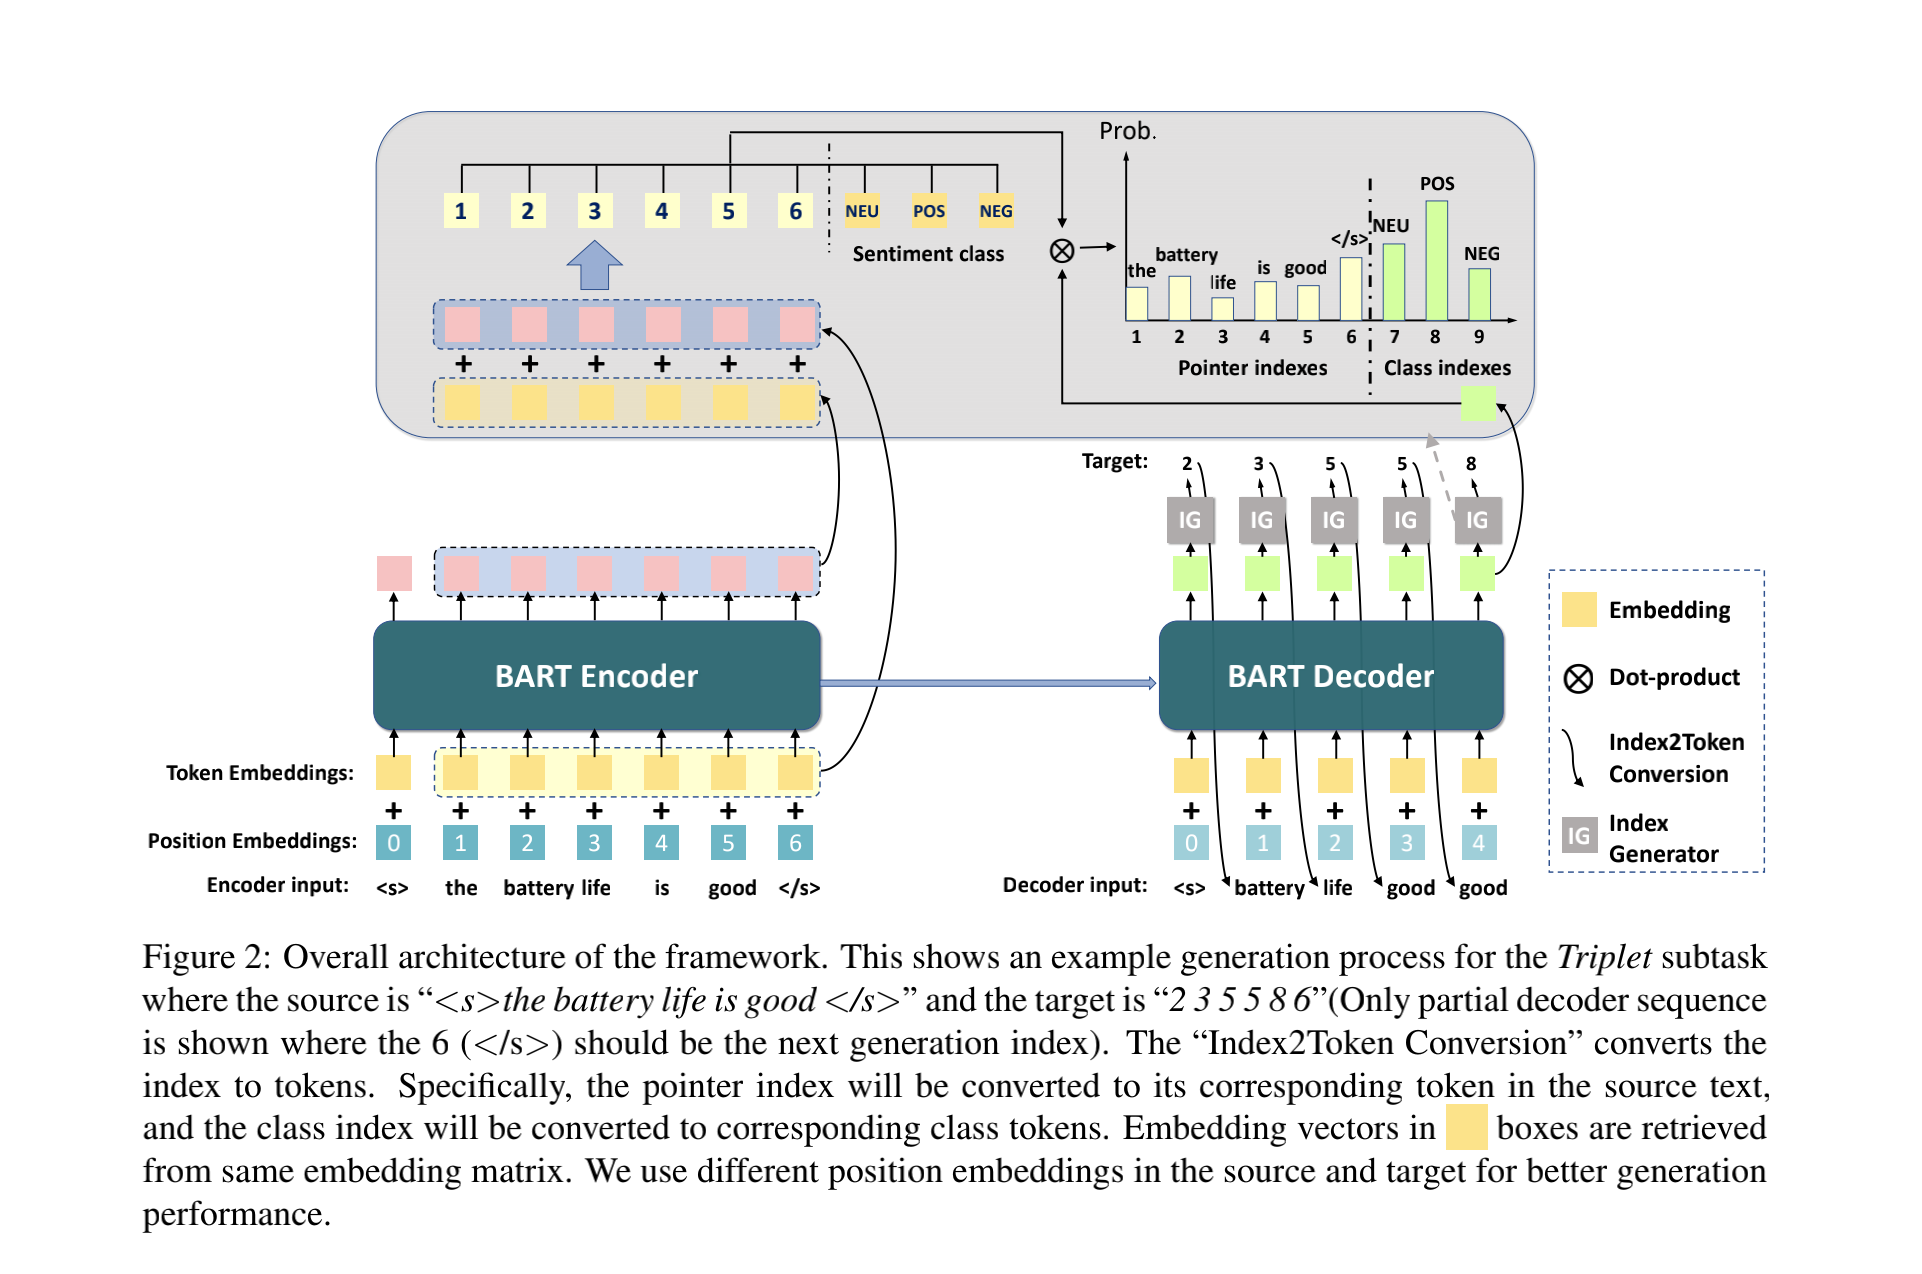 Prob.
1 2 3 4 5 6 NEU POS NEG
Sentiment class
the battery life is good </s> NEU POS NEG
1 2 3 4 5 6 7 8 9
Pointer indexes Class indexes
+ + + + + +
Target: 2 3 5 5 8
IG IG IG IG IG
BART Encoder
BART Decoder
Token Embeddings:
+ + + + + + +
+ + + + +
Position Embeddings: 0 1 2 3 4 5 6
0 1 2 3 4
Encoder input: <s> the battery life is good </s>
Decoder input: <s> battery life good good
Embedding
Dot-product
Index2Token
Conversion
IG Index
Generator
Figure 2: Overall architecture of the framework. This shows an example generation process for the Triplet subtask
where the source is “<s>the battery life is good </s>” and the target is “2 3 5 5 8 6”(Only partial decoder sequence
is shown where the 6 (</s>) should be the next generation index). The “Index2Token Conversion” converts the
index to tokens. Specifically, the pointer index will be converted to its corresponding token in the source text,
and the class index will be converted to corresponding class tokens. Embedding vectors in boxes are retrieved
from same embedding matrix. We use different position embeddings in the source and target for better generation
performance.